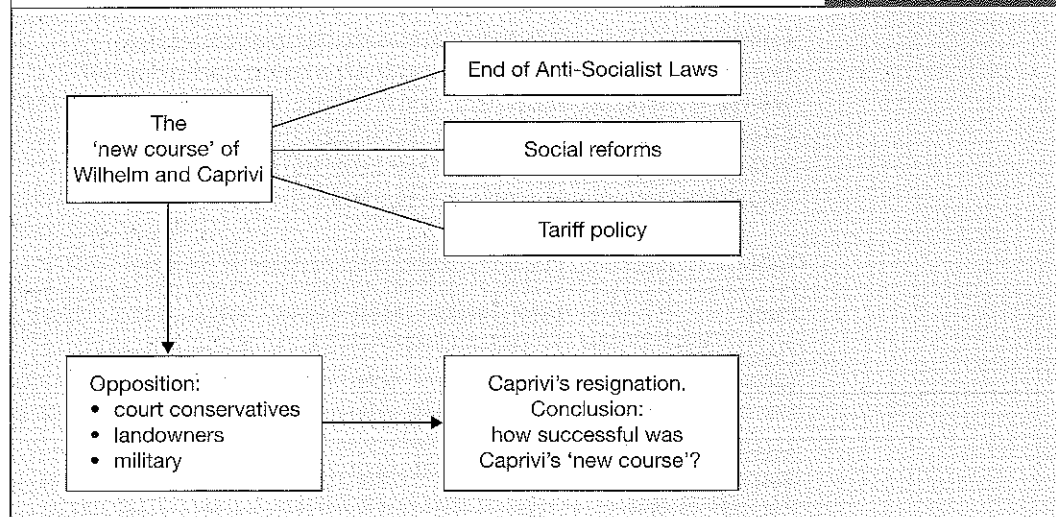 The
'new course' of
Wilhelm and Caprivi
End of Anti-Socialist Laws
Social reforms
Tariff policy
Opposition:
• court conservatives
• landowners
• military
Caprivi's resignation.
Conclusion:
how successful was
Caprivi's 'new course'?